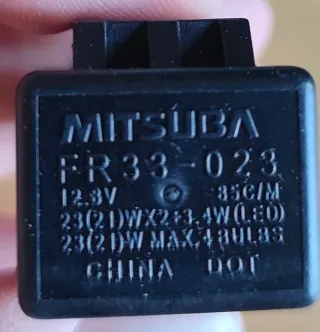 MITSUBA
FR33-023
12.8V 85C/M
23(21)WX2+3.4W(LED)
23(21)W MAX.4BULBS
CHINA DOT